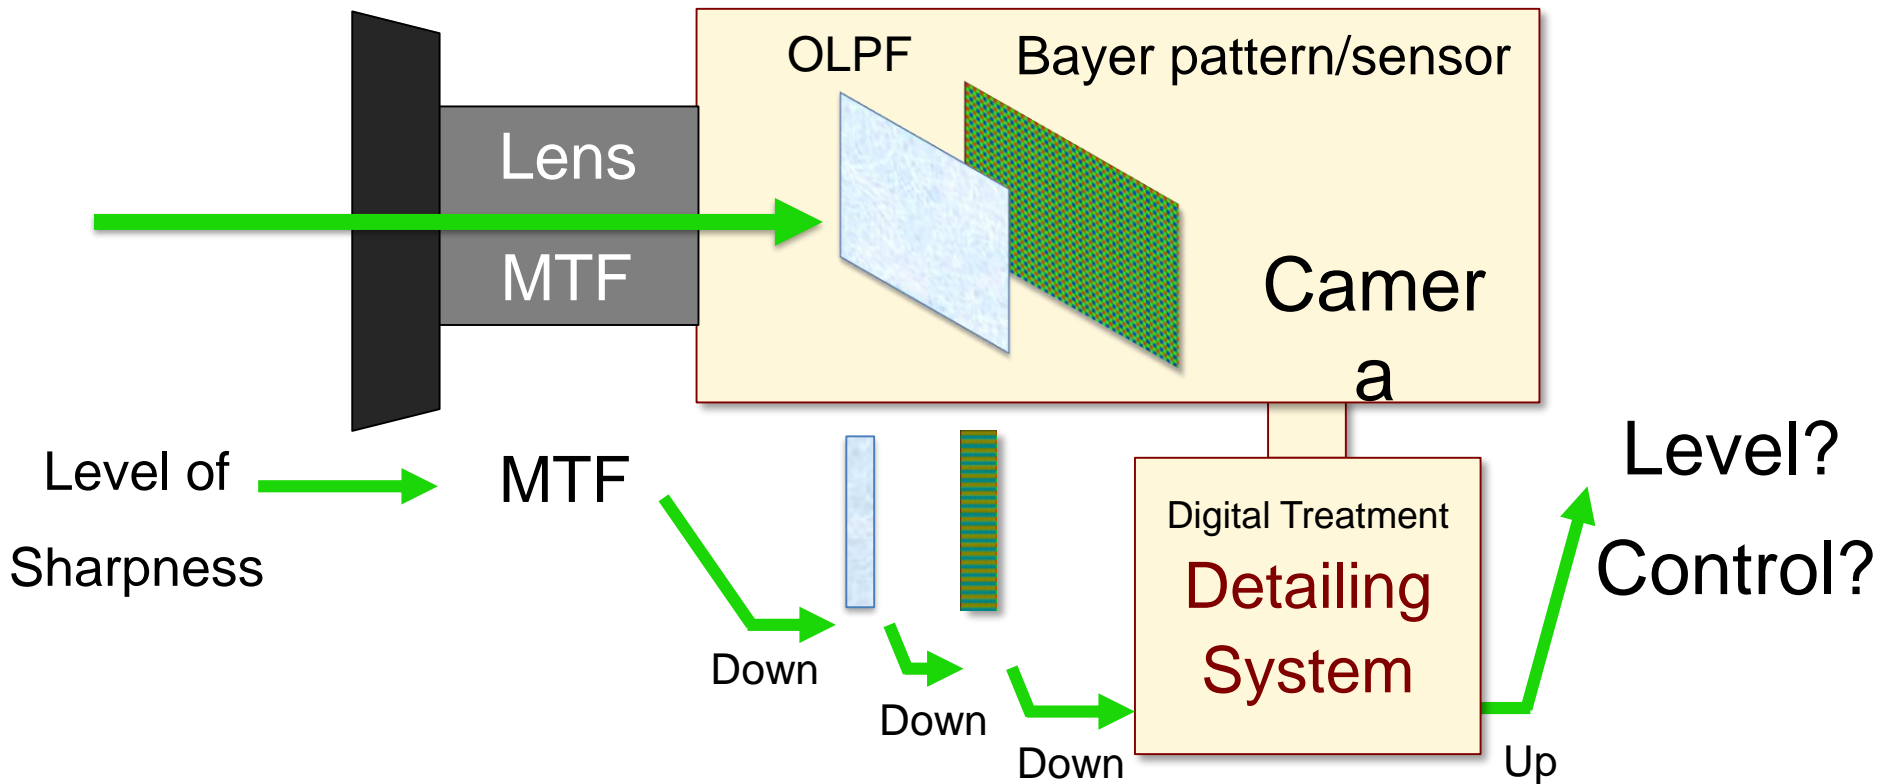 OLPF
Bayer pattern/sensor
Lens
MTF
Camer
a
Level of
Sharpness
MTF
Down
Down
Down
Digital Treatment
Detailing
System
Up
Level?
Control?